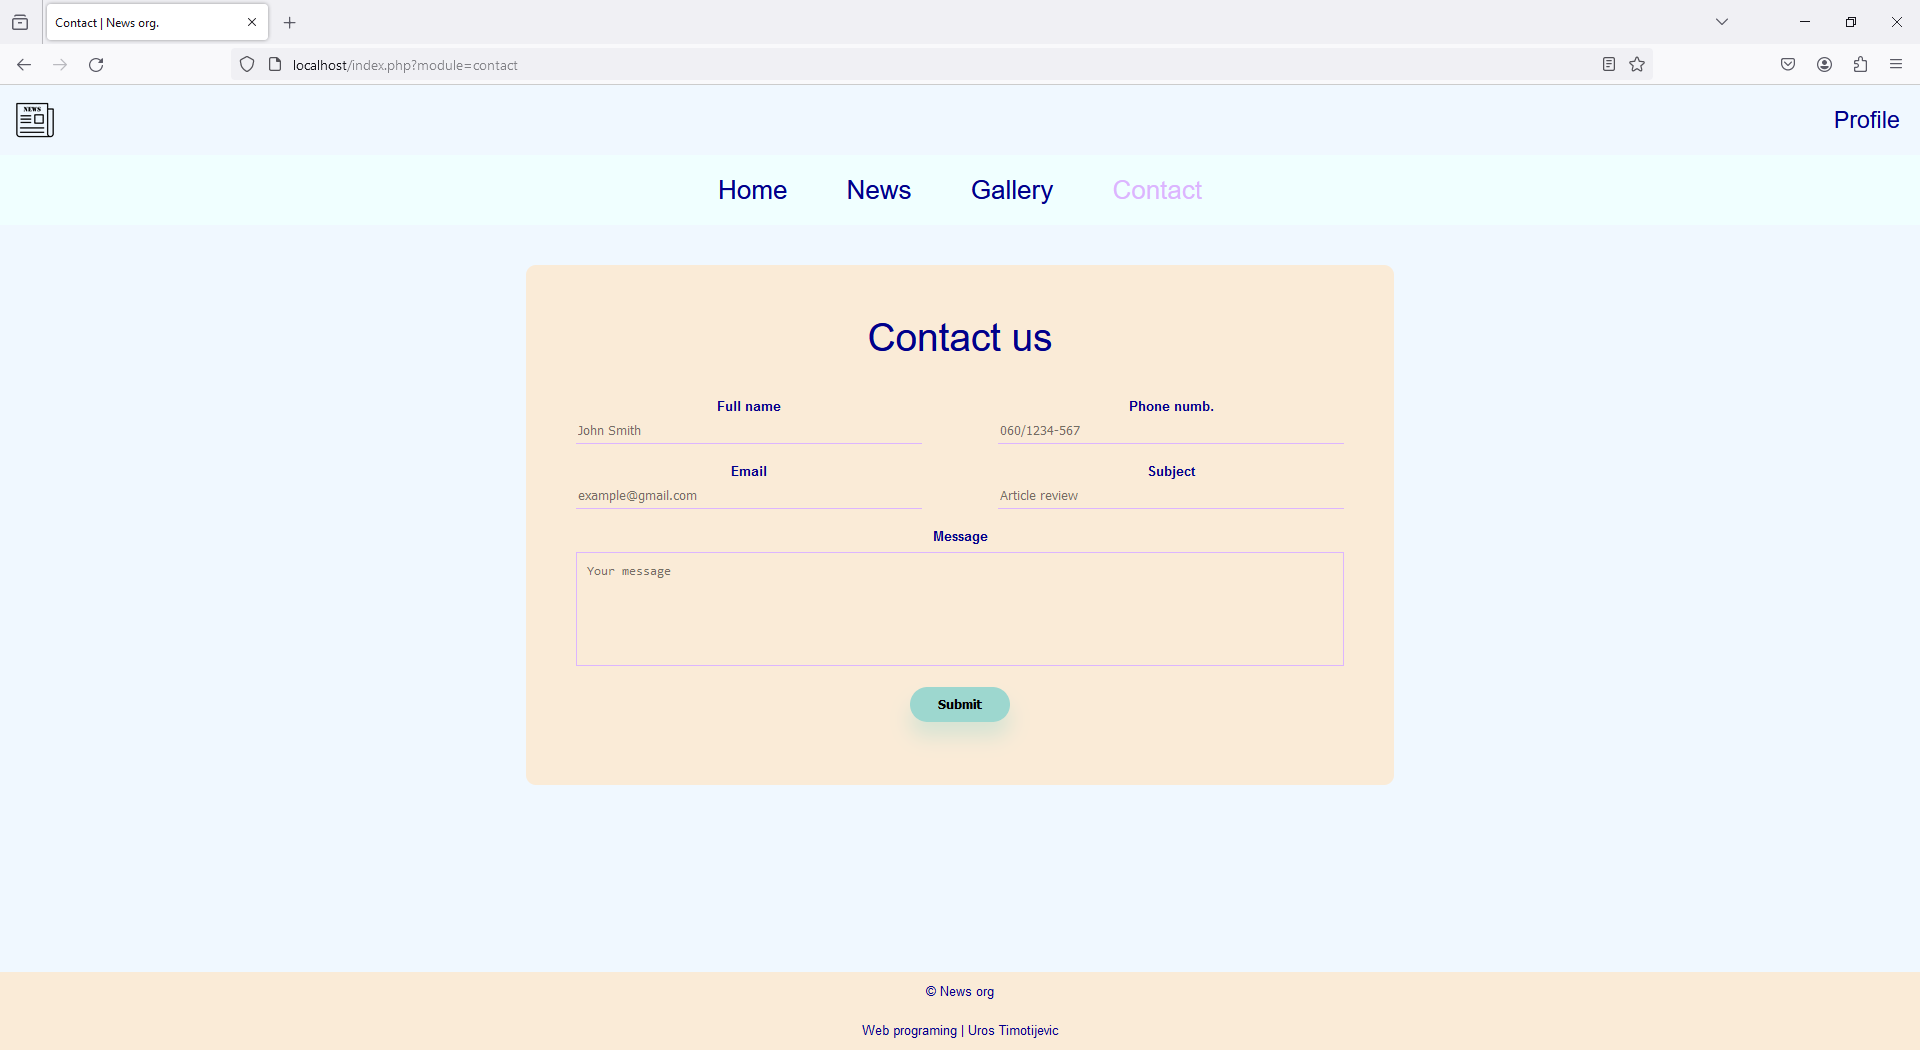 Contact | News org.
localhost/index.php?module=contact
NEWS
Profile
Home News Gallery Contact
Contact us
Full name Phone numb.
John Smith 060/1234-567
Email Subject
example@gmail.com Article review
Message
Your message
Submit
© News org
Web programing | Uros Timotijevic